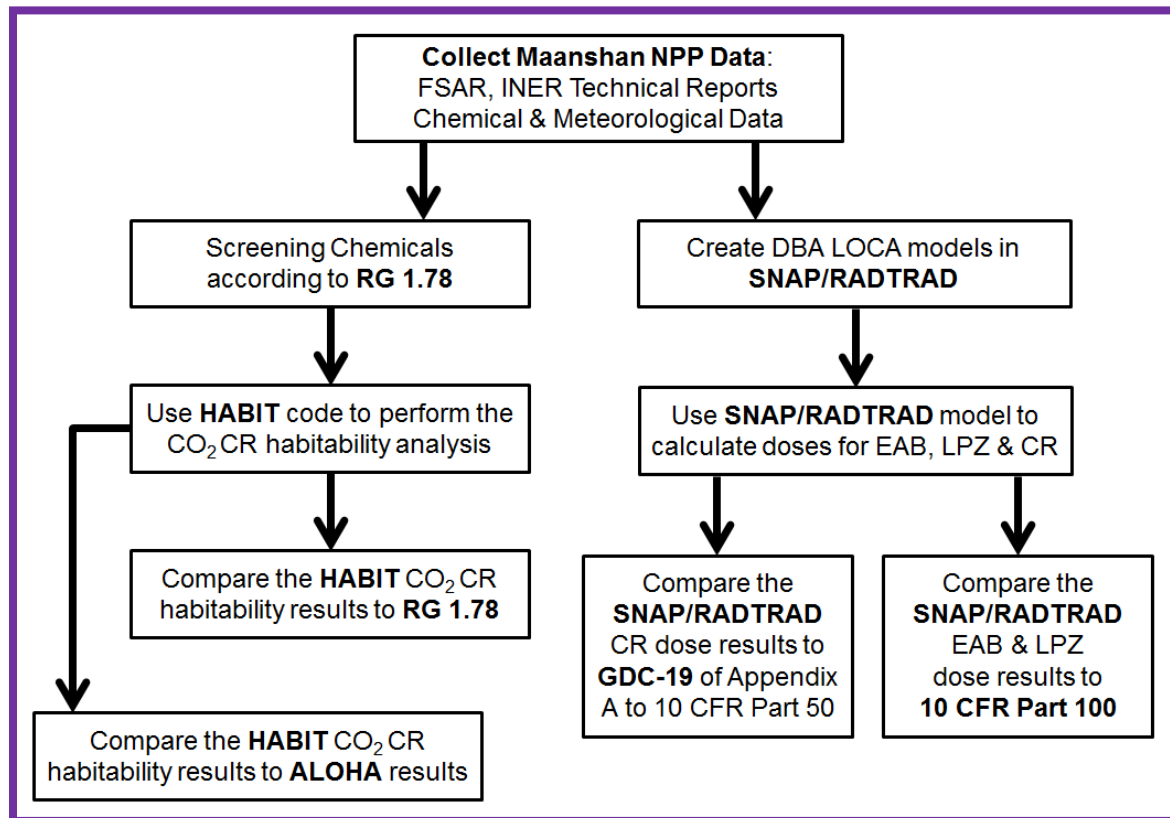 Collect Maanshan NPP Data:
FSAR, INER Technical Reports
Chemical & Meteorological Data
Screening Chemicals
according to RG 1.78
Create DBA LOCA models in
SNAP/RADTRAD
Use HABIT code to perform the
CO₂ CR habitability analysis
Use SNAP/RADTRAD model to
calculate doses for EAB, LPZ & CR
Compare the HABIT CO₂ CR
habitability results to RG 1.78
Compare the
SNAP/RADTRAD
CR dose results to
GDC-19 of Appendix
A to 10 CFR Part 50
Compare the
SNAP/RADTRAD
EAB & LPZ
dose results to
10 CFR Part 100
Compare the HABIT CO₂ CR
habitability results to ALOHA results